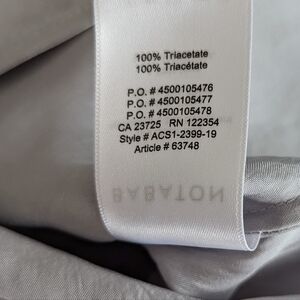 100% Triacetate
100% Triacétate
P.O. # 4500105476
P.O. # 4500105477
P.O. # 4500105478
CA 23725 RN 122354
Style # ACS1-2399-19
Article # 63748
BABATON